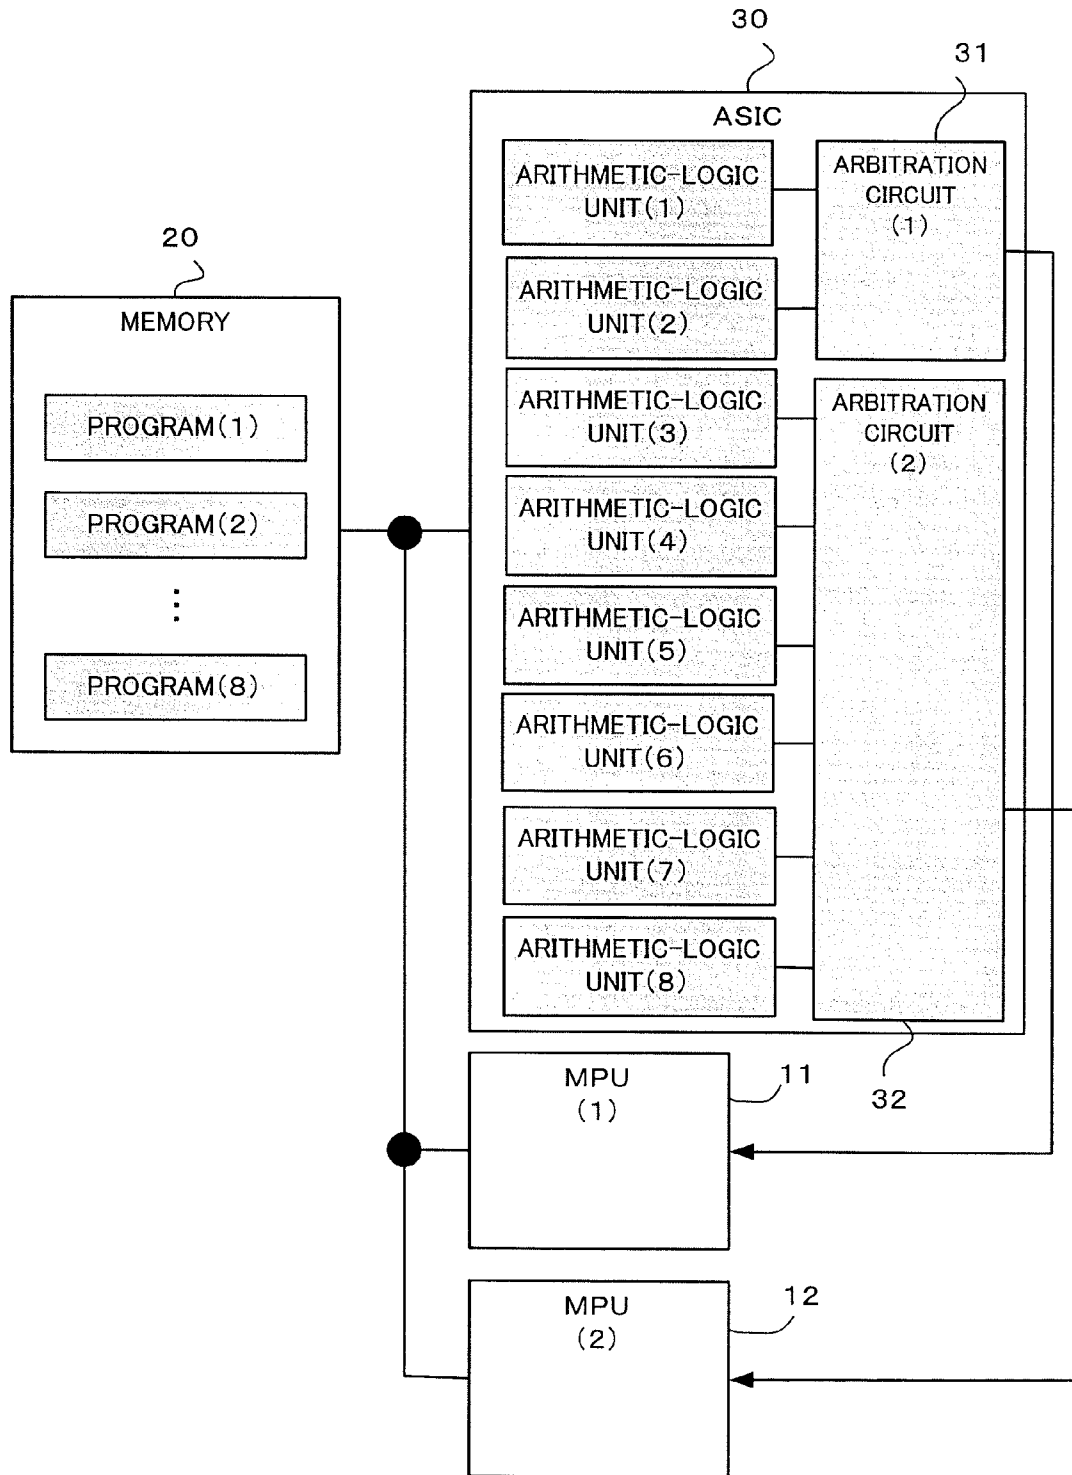 30
31
ASIC
ARITHMETIC-LOGIC
UNIT(1)
ARBITRATION
CIRCUIT
(1)
20
MEMORY
PROGRAM(1)
PROGRAM(2)
⋮
PROGRAM(8)
ARITHMETIC-LOGIC
UNIT(2)
ARITHMETIC-LOGIC
UNIT(3)
ARBITRATION
CIRCUIT
(2)
ARITHMETIC-LOGIC
UNIT(4)
ARITHMETIC-LOGIC
UNIT(5)
ARITHMETIC-LOGIC
UNIT(6)
ARITHMETIC-LOGIC
UNIT(7)
ARITHMETIC-LOGIC
UNIT(8)
32
MPU
(1)
11
MPU
(2)
12